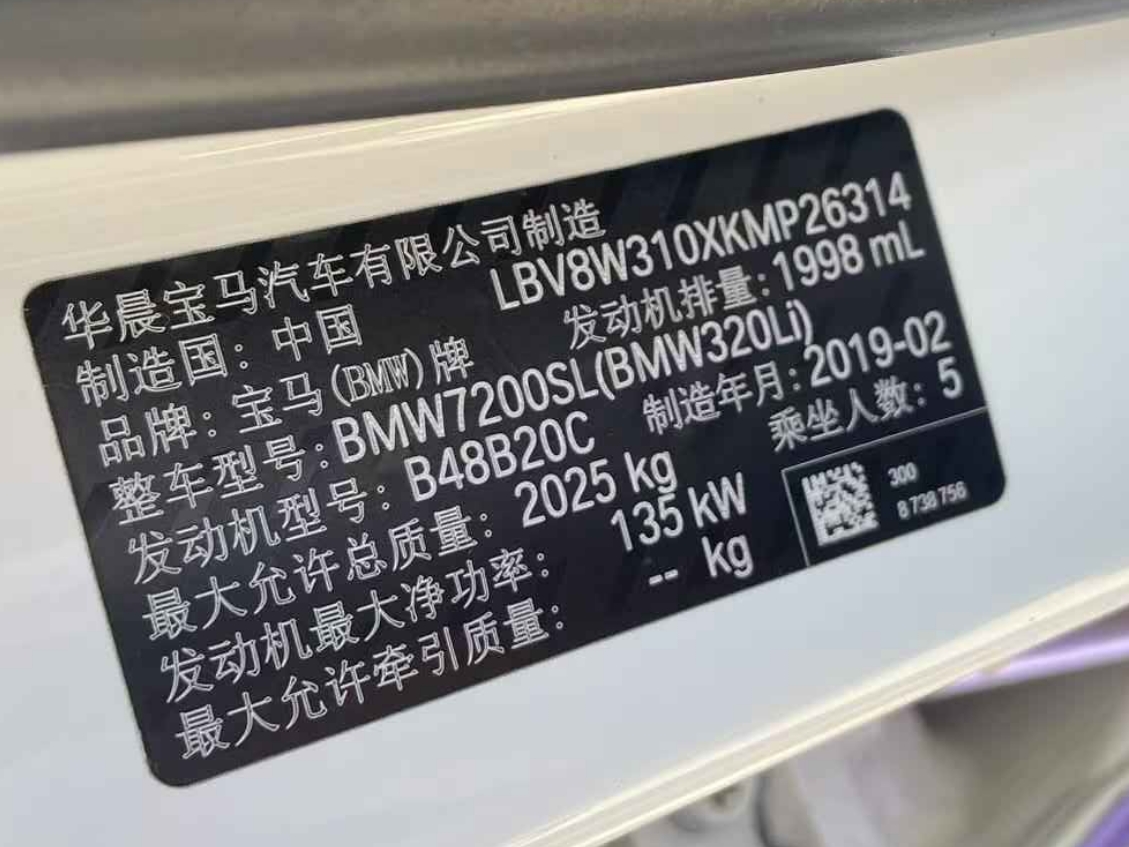 华晨宝马汽车有限公司制造
制造国：中国 LBV8W310XKMP26314
品牌：宝马(BMW)牌 发动机排量：1998 mL
整车型号：BMW7200SL(BMW320Li)
发动机型号：B48B20C 制造年月：2019-02
最大允许总质量：2025 kg 乘坐人数：5
发动机最大净功率：135 kW
最大允许牵引质量：-- kg
300
8 738 756